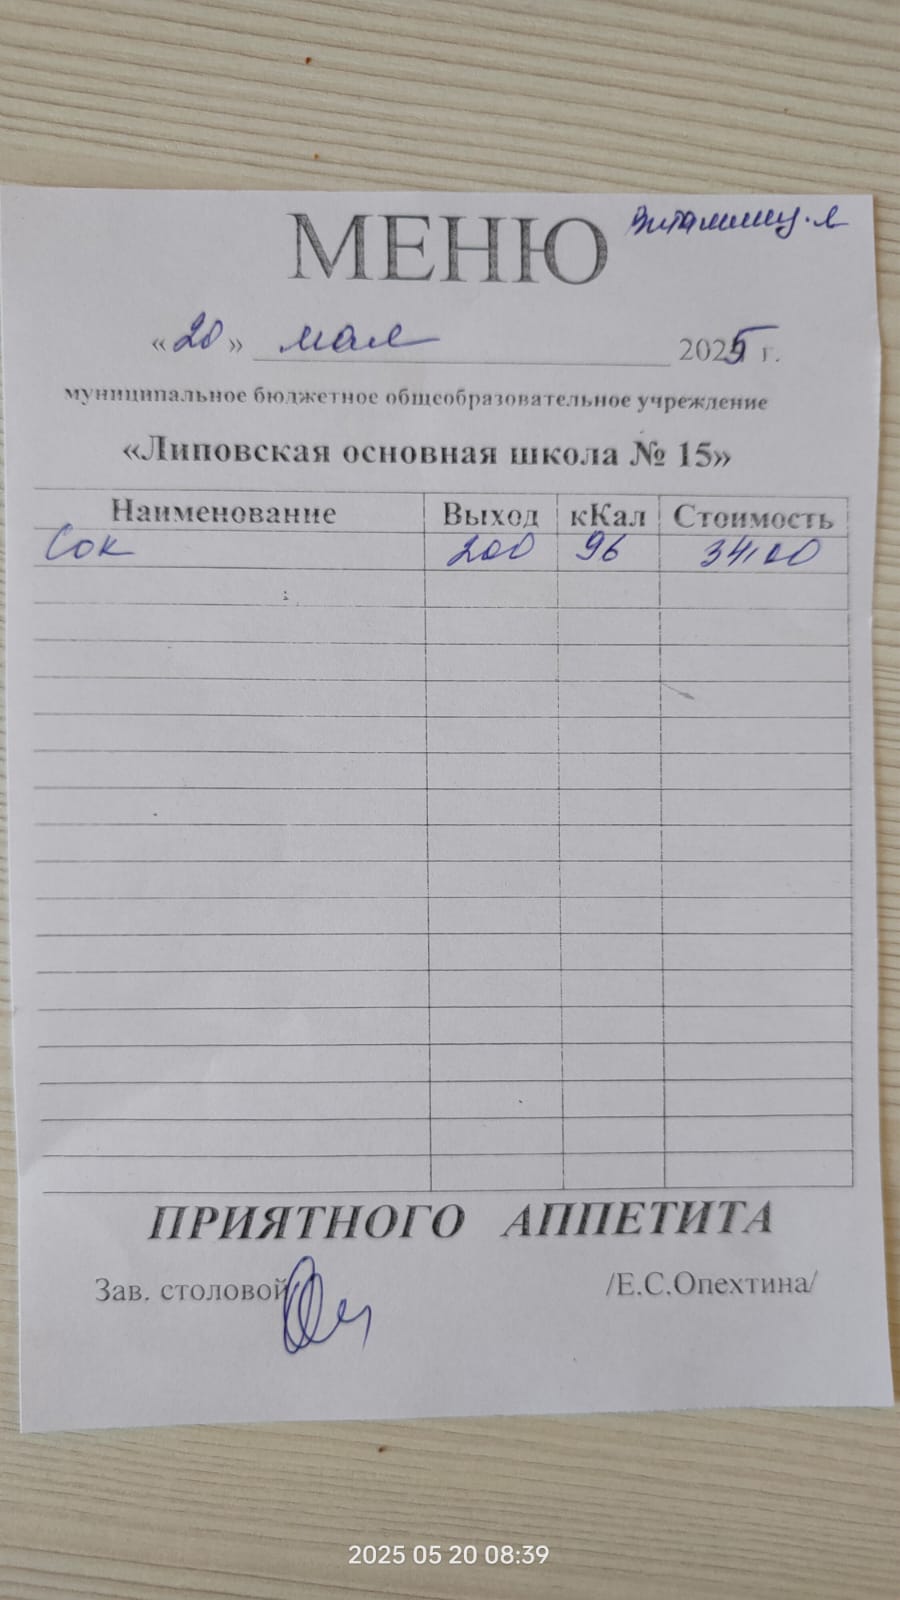 МЕНЮ
«20» мая 2025 г.
муниципальное бюджетное общеобразовательное учреждение
«Липовская основная школа № 15»
Наименование Выход кКал Стоимость
Сок 200 96 34,00
ПРИЯТНОГО АППЕТИТА
Зав. столовой /Е.С.Опехтина/
2025 05 20 08:39